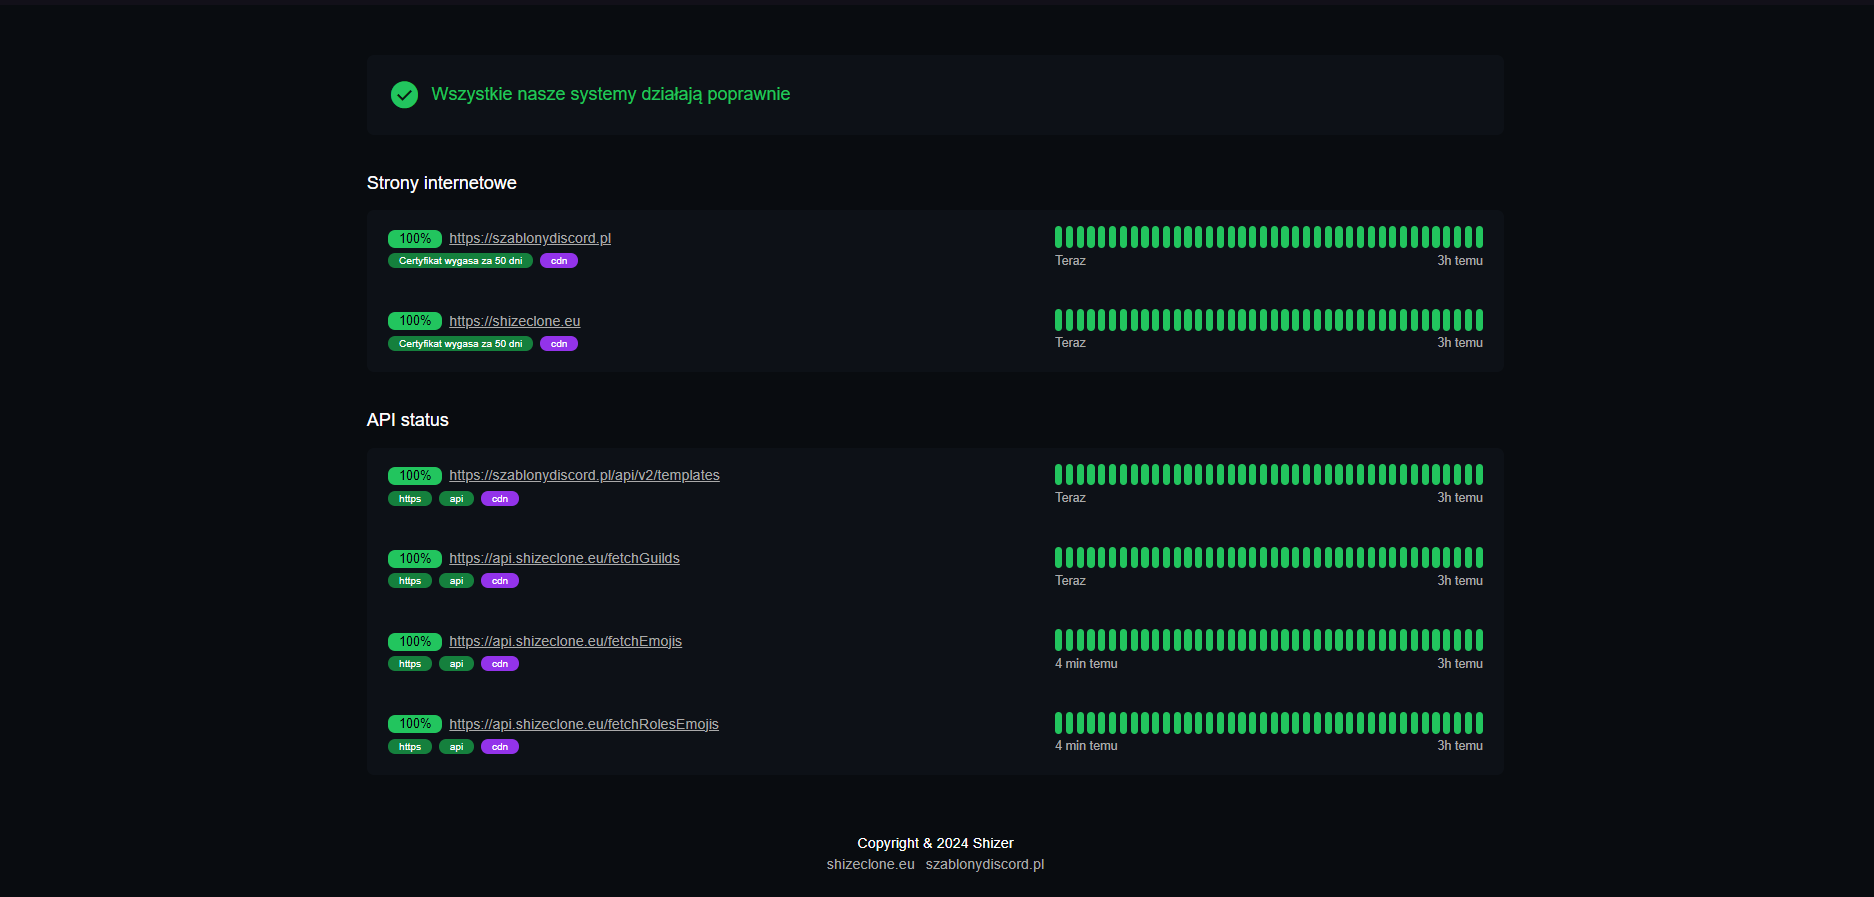 Wszystkie nasze systemy działają poprawnie
Strony internetowe
100% https://szablonydiscord.pl
Certyfikat wygasa za 50 dni cdn
Teraz 3h temu
100% https://shizeclone.eu
Certyfikat wygasa za 50 dni cdn
Teraz 3h temu
API status
100% https://szablonydiscord.pl/api/v2/templates
https api cdn
Teraz 3h temu
100% https://api.shizeclone.eu/fetchGuilds
https api cdn
Teraz 3h temu
100% https://api.shizeclone.eu/fetchEmojis
https api cdn
4 min temu 3h temu
100% https://api.shizeclone.eu/fetchRolesEmojis
https api cdn
4 min temu 3h temu
Copyright & 2024 Shizer
shizeclone.eu szablonydiscord.pl